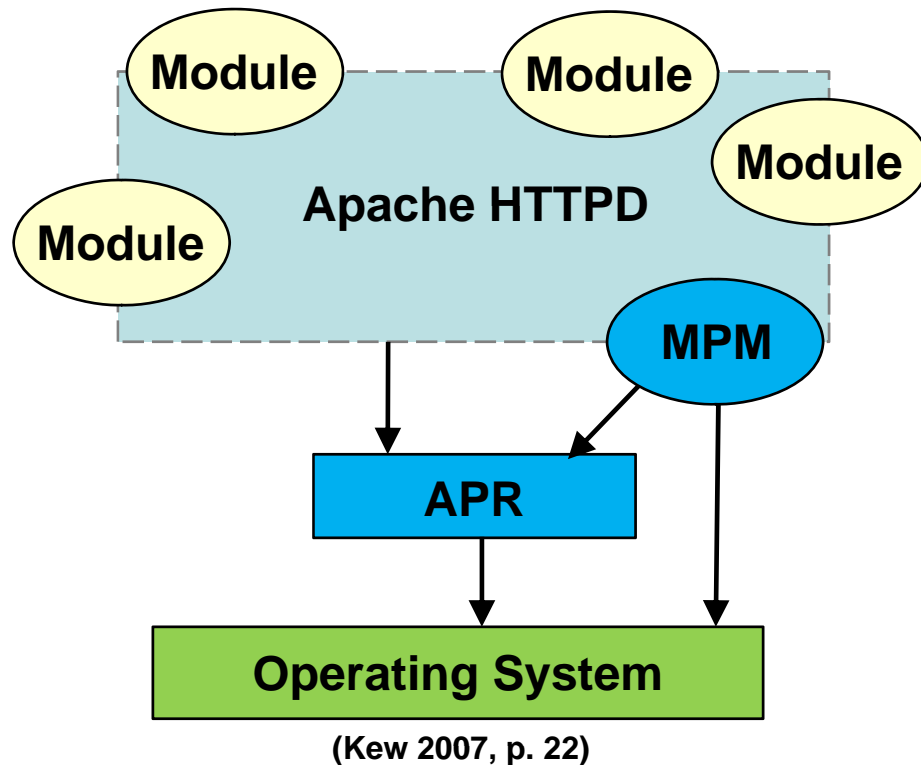 Module
Module
Module
Apache HTTPD
Module
MPM
APR
Operating System
(Kew 2007, p. 22)